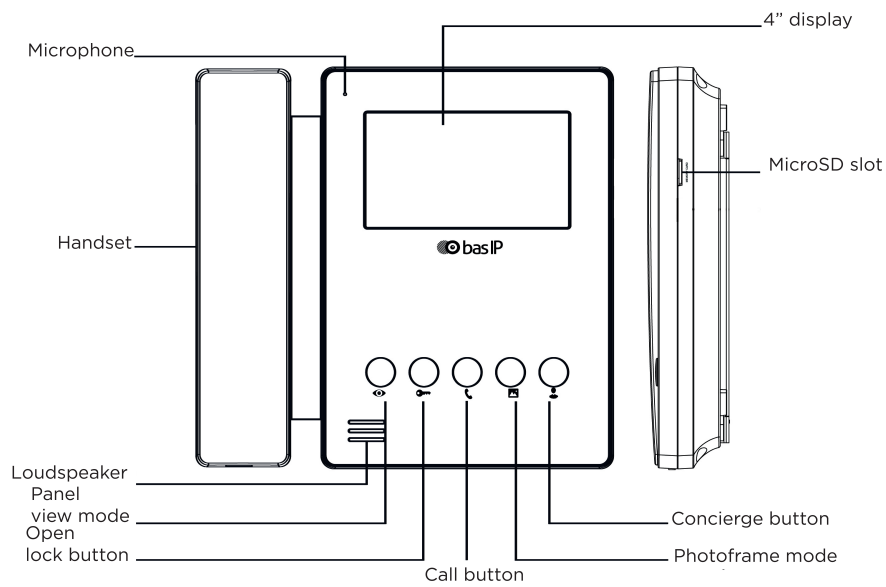 4” display
Microphone
MicroSD slot
Handset
bas IP
Loudspeaker
Panel
view mode
Open
lock button
Concierge button
Photoframe mode
Call button